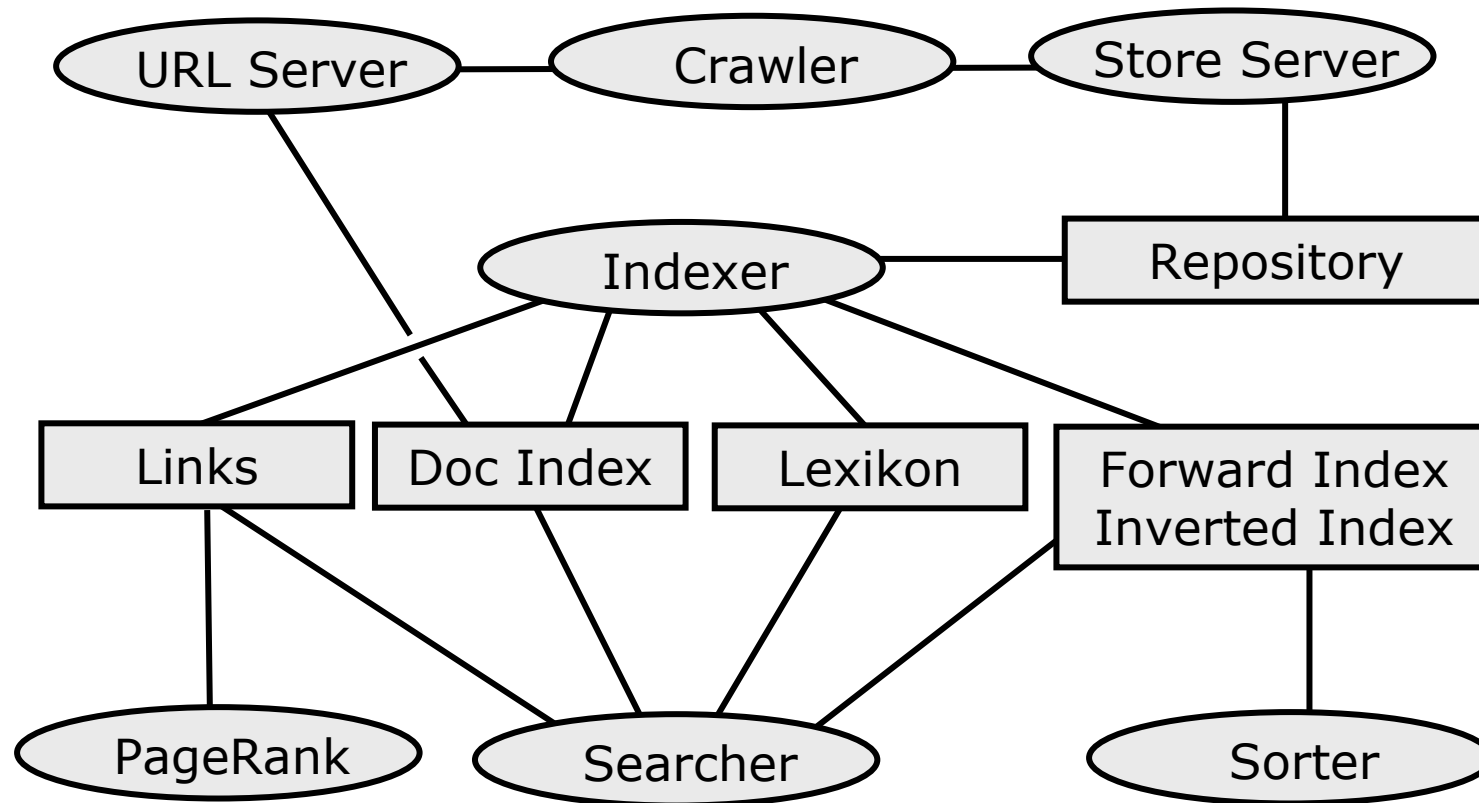 URL Server
Crawler
Store Server
Indexer
Repository
Links
Doc Index
Lexikon
Forward Index
Inverted Index
PageRank
Searcher
Sorter